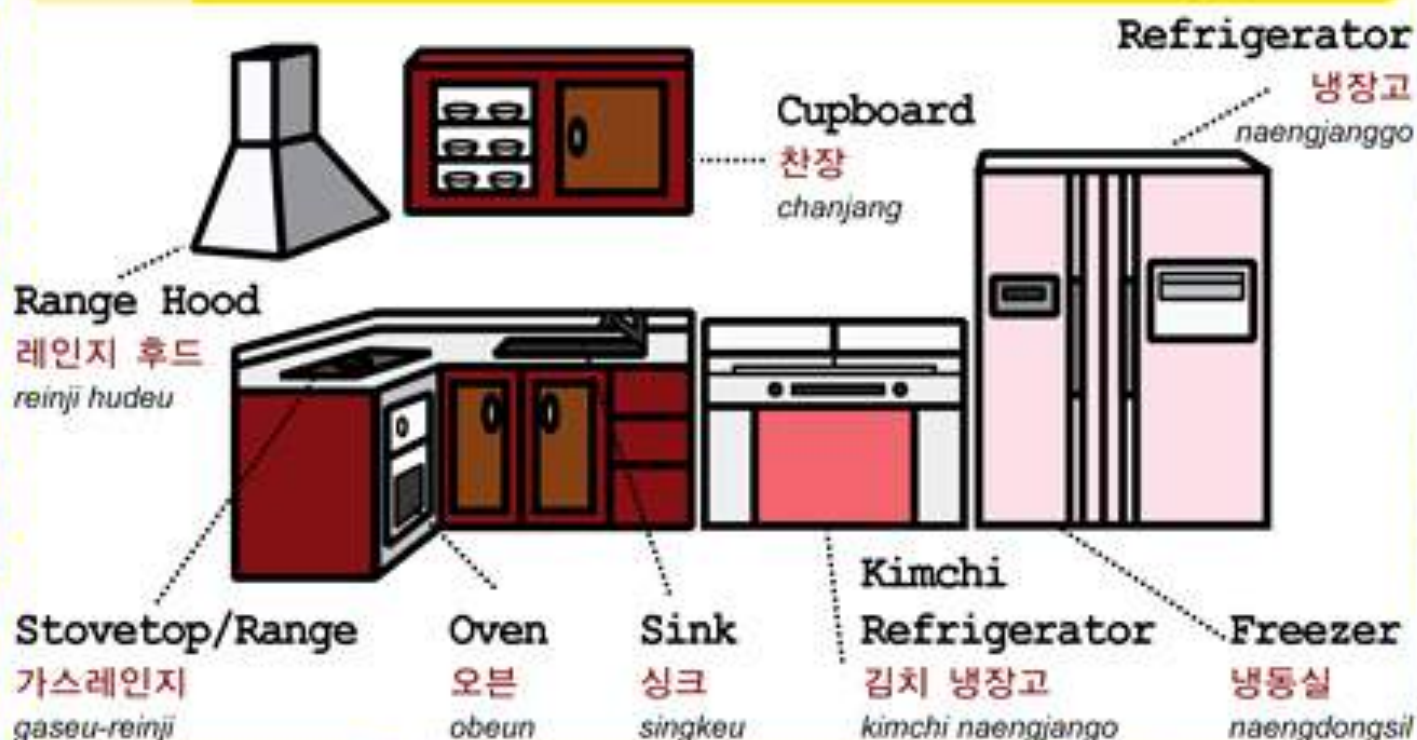 Refrigerator
냉장고
naengjanggo
Cupboard
찬장
chanjang
Range Hood
레인지 후드
reinji hudeu
Stovetop/Range
가스레인지
gaseu-reinji
Oven
오븐
obeun
Sink
싱크
singkeu
Kimchi
Refrigerator
김치 냉장고
kimchi naengjango
Freezer
냉동실
naengdongsil